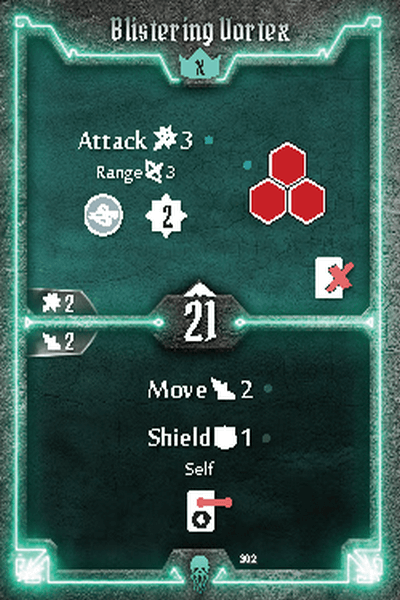 Blistering Vortex
X
Attack 3
Range 3
2
2
21
2
Move 2
Shield 1
Self
302